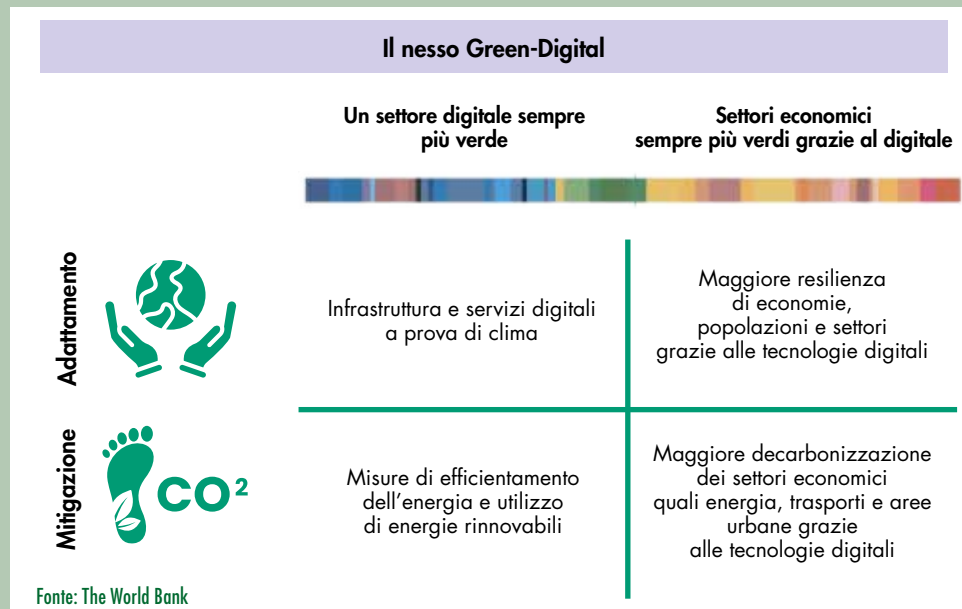 Il nesso Green-Digital
Un settore digitale sempre
più verde
Settori economici
sempre più verdi grazie al digitale
Adattamento
Infrastruttura e servizi digitali
a prova di clima
Maggiore resilienza
di economie,
popolazioni e settori
grazie alle tecnologie digitali
Mitigazione
CO²
Misure di efficientamento
dell'energia e utilizzo
di energie rinnovabili
Maggiore decarbonizzazione
dei settori economici
quali energia, trasporti e aree
urbane grazie
alle tecnologie digitali
Fonte: The World Bank